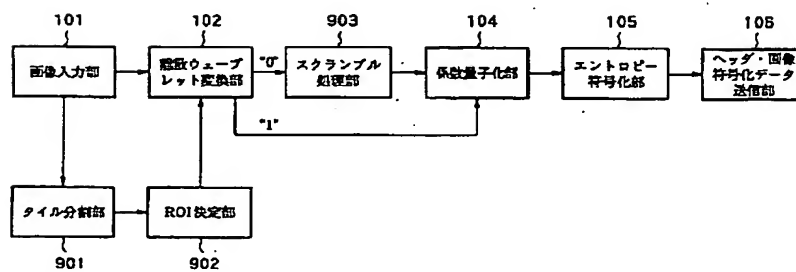 101
102
903
104
105
106
画像入力部
離散ウェーブ
レット変換部
"0"
スクランブル
処理部
係数量子化部
エントロピー
符号化部
ヘッダ・画像
符号化データ
送信部
"1"
タイル分割部
ROI決定部
901
902